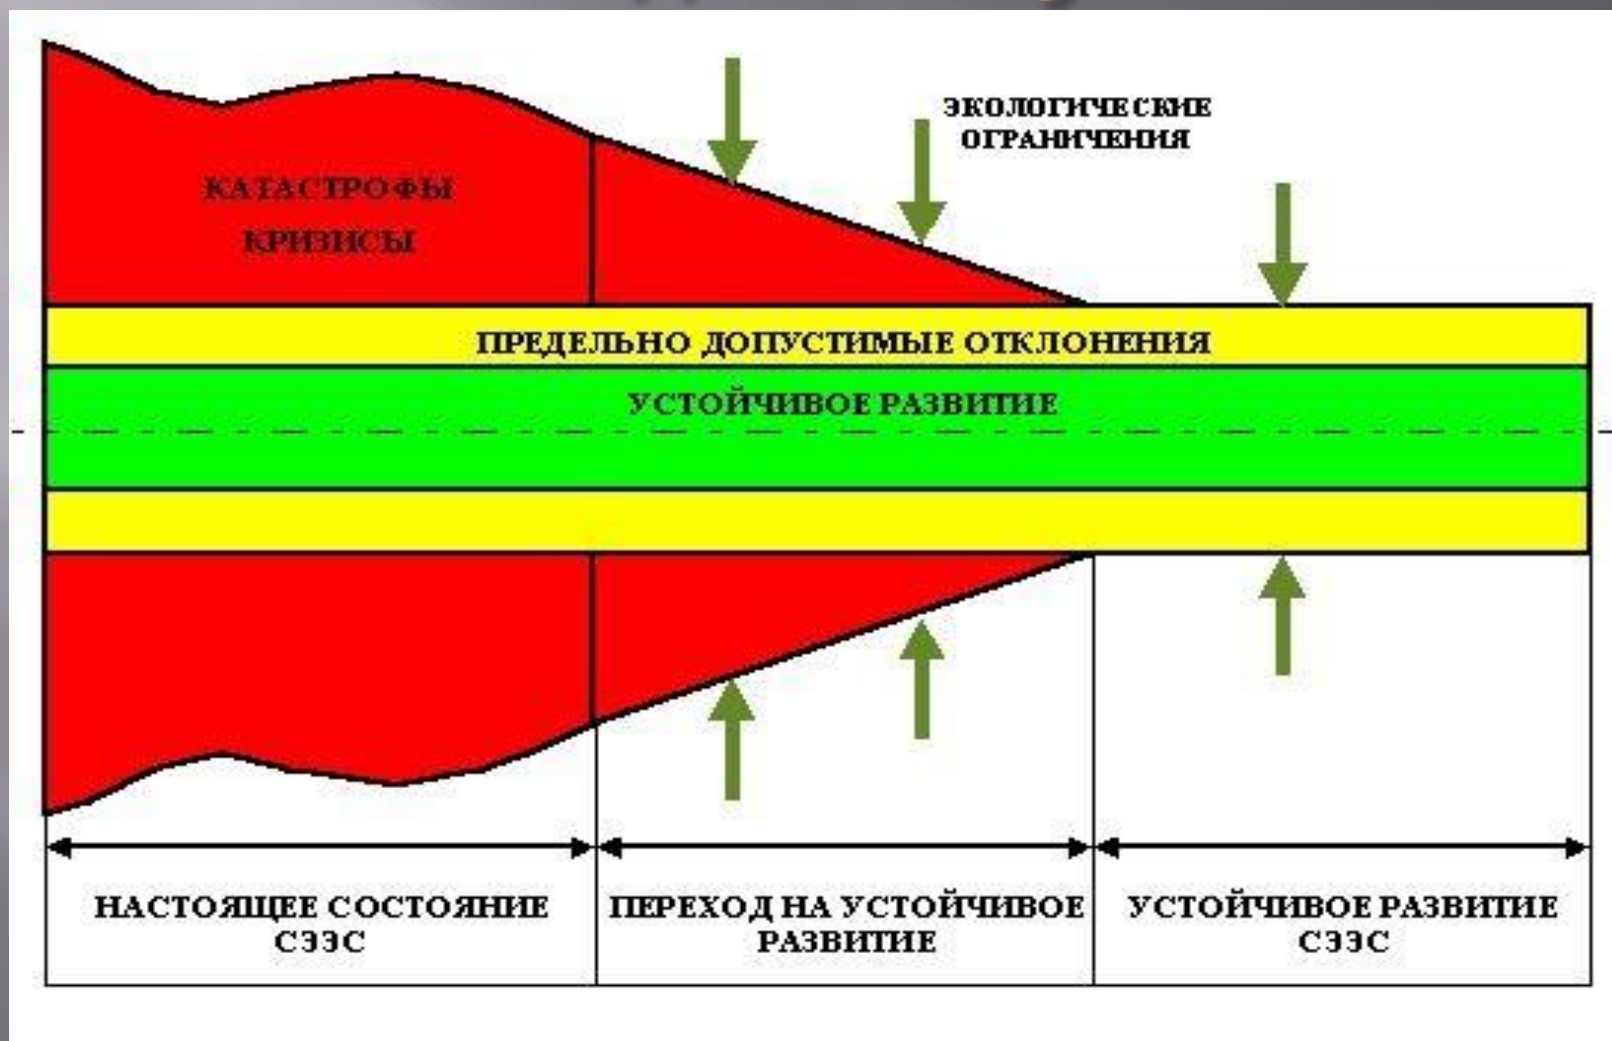 ЭКОЛОГИЧЕСКИЕ
ОГРАНИЧЕНИЯ
КАТАСТРОФЫ
КРИЗИСЫ
ПРЕДЕЛЬНО ДОПУСТИМЫЕ ОТКЛОНЕНИЯ
УСТОЙЧИВОЕ РАЗВИТИЕ
НАСТОЯЩЕЕ СОСТОЯНИЕ
СЭЭС
ПЕРЕХОД НА УСТОЙЧИВОЕ
РАЗВИТИЕ
УСТОЙЧИВОЕ РАЗВИТИЕ
СЭЭС